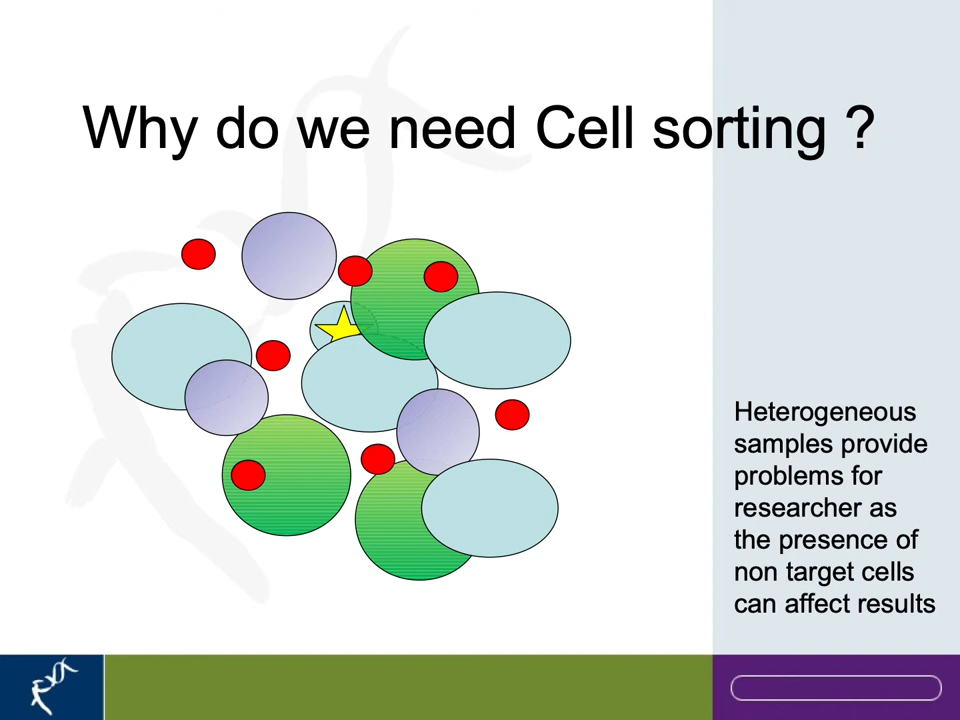 Why do we need Cell sorting ?
Heterogeneous
samples provide
problems for
researcher as
the presence of
non target cells
can affect results